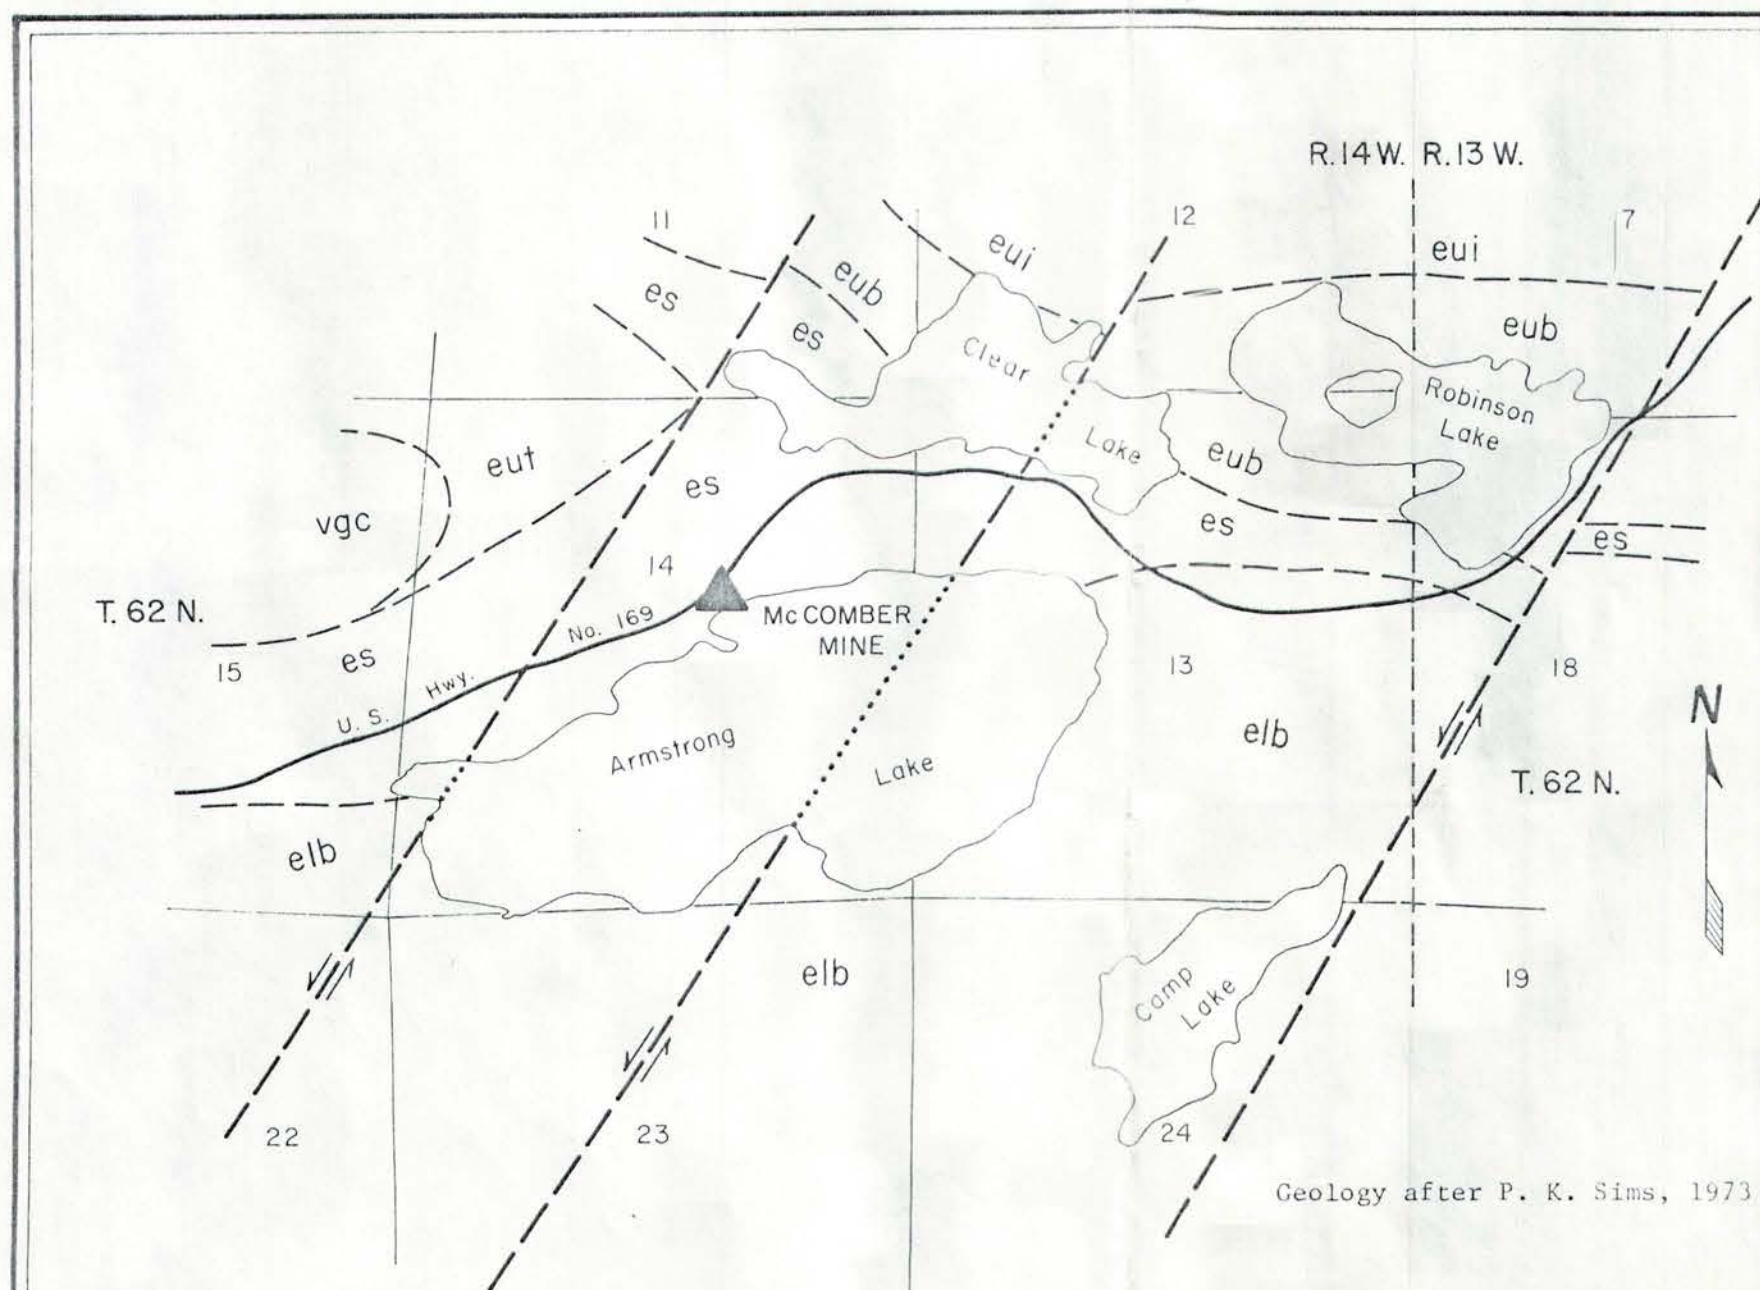 R.14W. R.13 W.
11
12
7
eui
eui
eub
es
es
eub
Clear
Lake
Robinson
Lake
eut
es
eub
vgc
es
es
14
T. 62 N.
U. S. Hwy. No. 169
McCOMBER
MINE
15
es
13
18
N
Armstrong
Lake
elb
T. 62 N.
elb
elb
Camp
Lake
19
22
23
24
Geology after P. K. Sims, 1973